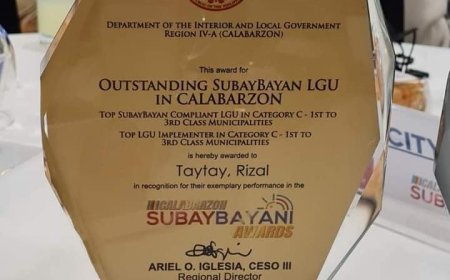 DEPARTMENT OF THE INTERIOR AND LOCAL GOVERNMENT
REGION IV-A (CALABARZON)
This award for
OUTSTANDING SUBAYBAYAN LGU
IN CALABARZON
TOP SUBAYBAYAN COMPLIANT LGU IN CATEGORY C - 1ST TO
3RD CLASS MUNICIPALITIES
TOP LGU IMPLEMENTER IN CATEGORY C - 1ST TO
3RD CLASS MUNICIPALITIES
is hereby awarded to
Taytay, Rizal
in recognition for their exemplary performance in the
CALABARZON
SUBAYBAYANI
AWARDS
ARIEL O. IGLESIA, CESO III
Regional Director
CITY